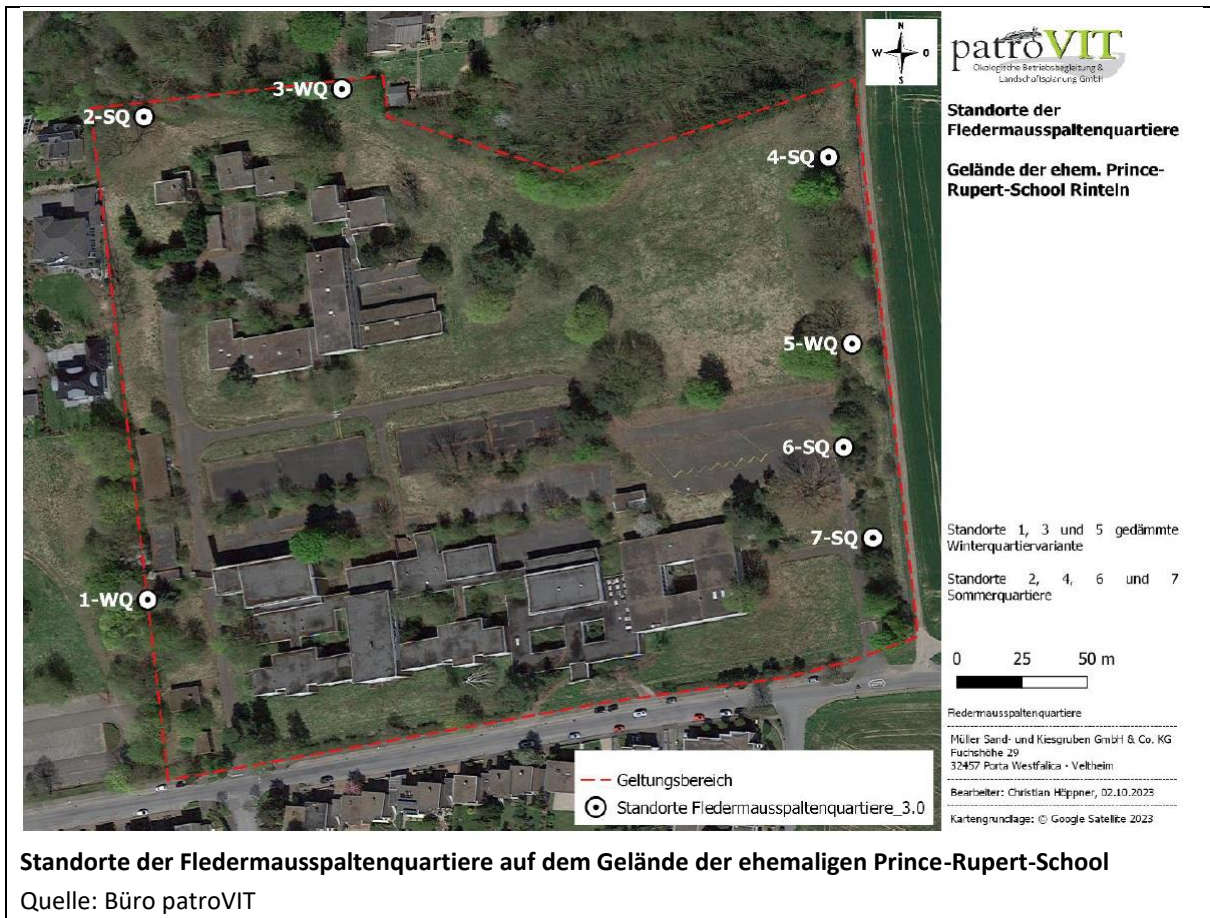 N
W O
S
patroVIT
Ökologische Betriebsbegleitung &
Landschaftsplanung GmbH
Standorte der
Fledermausspaltenquartiere
Gelände der ehem. Prince-
Rupert-School Rinteln
3-WQ
2-SQ
4-SQ
5-WQ
6-SQ
7-SQ
1-WQ
Standorte 1, 3 und 5 gedämmte
Winterquartiervariante
Standorte 2, 4, 6 und 7
Sommerquartiere
0 25 50 m
Fledermausspaltenquartiere
Müller Sand- und Kiesgruben GmbH & Co. KG
Fuchshöhe 29
32457 Porta Westfalica - Veltheim
Bearbeiter: Christian Höppner, 02.10.2023
Kartengrundlage: © Google Satellite 2023
Geltungsbereich
Standorte Fledermausspaltenquartiere_3.0
Standorte der Fledermausspaltenquartiere auf dem Gelände der ehemaligen Prince-Rupert-School
Quelle: Büro patroVIT